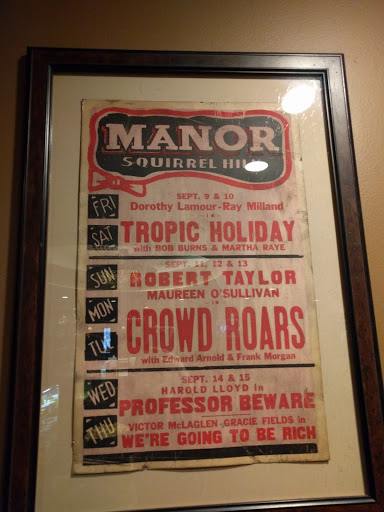 MANOR
SQUIRREL HILL
FRI
SAT
SEPT. 9 & 10
Dorothy Lamour-Ray Milland
-in-
TROPIC HOLIDAY
with BOB BURNS & MARTHA RAYE
SUN
MON
TUE
SEPT. 11, 12 & 13
ROBERT TAYLOR
MAUREEN O'SULLIVAN
-in-
CROWD ROARS
with Edward Arnold & Frank Morgan
WED
THU
SEPT. 14 & 15
HAROLD LLOYD in
PROFESSOR BEWARE
VICTOR McLAGLEN-GRACIE FIELDS in
WE'RE GOING TO BE RICH